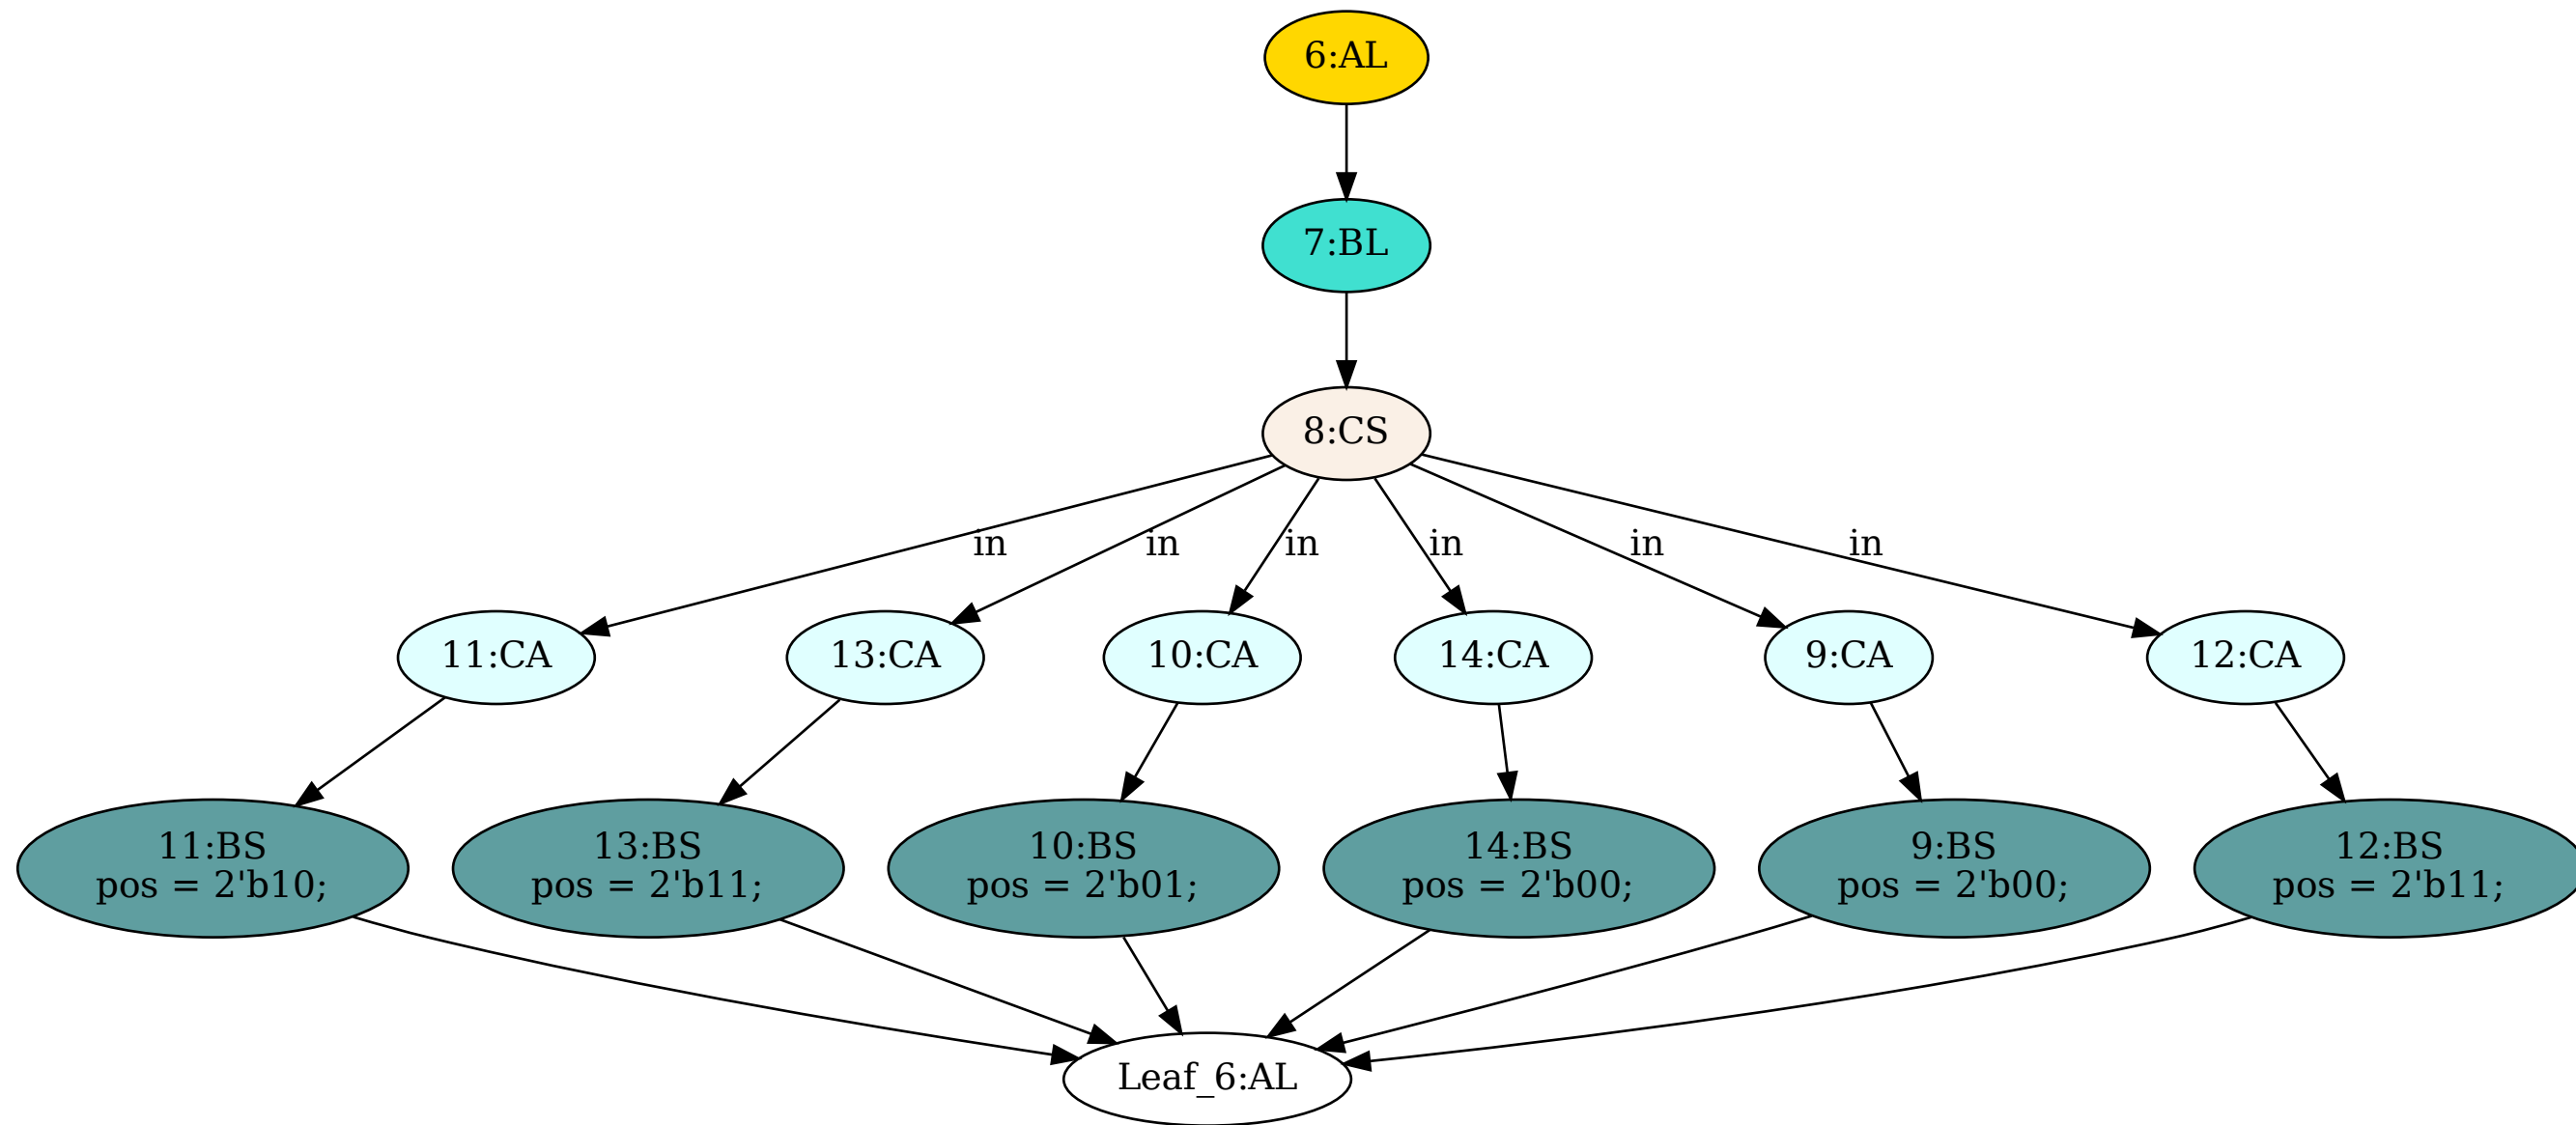 6:AL
7:BL
8:CS
in
in
in
in
in
in
11:CA
13:CA
10:CA
14:CA
9:CA
12:CA
11:BS
pos = 2'b10;
13:BS
pos = 2'b11;
10:BS
pos = 2'b01;
14:BS
pos = 2'b00;
9:BS
pos = 2'b00;
12:BS
pos = 2'b11;
Leaf_6:AL